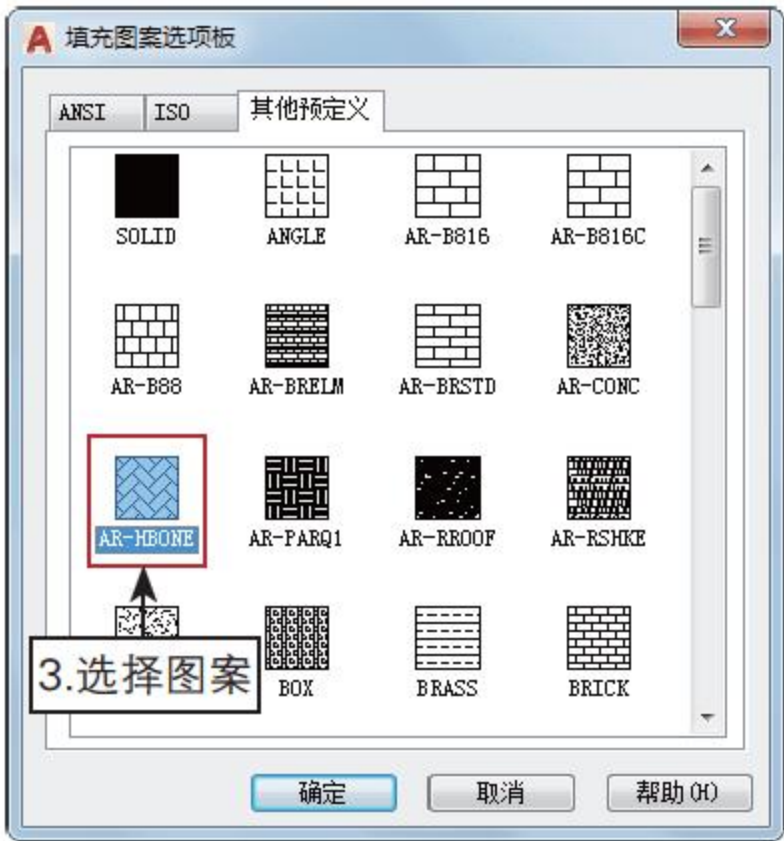 填充图案选项板
ANSI ISO 其他预定义
SOLID ANGLE AR-B816 AR-B816C
AR-B88 AR-BRELM AR-BRSTD AR-CONC
AR-HBONE AR-PARQ1 AR-RROOF AR-RSHKE
3.选择图案 BOX BRASS BRICK
确定 取消 帮助(H)